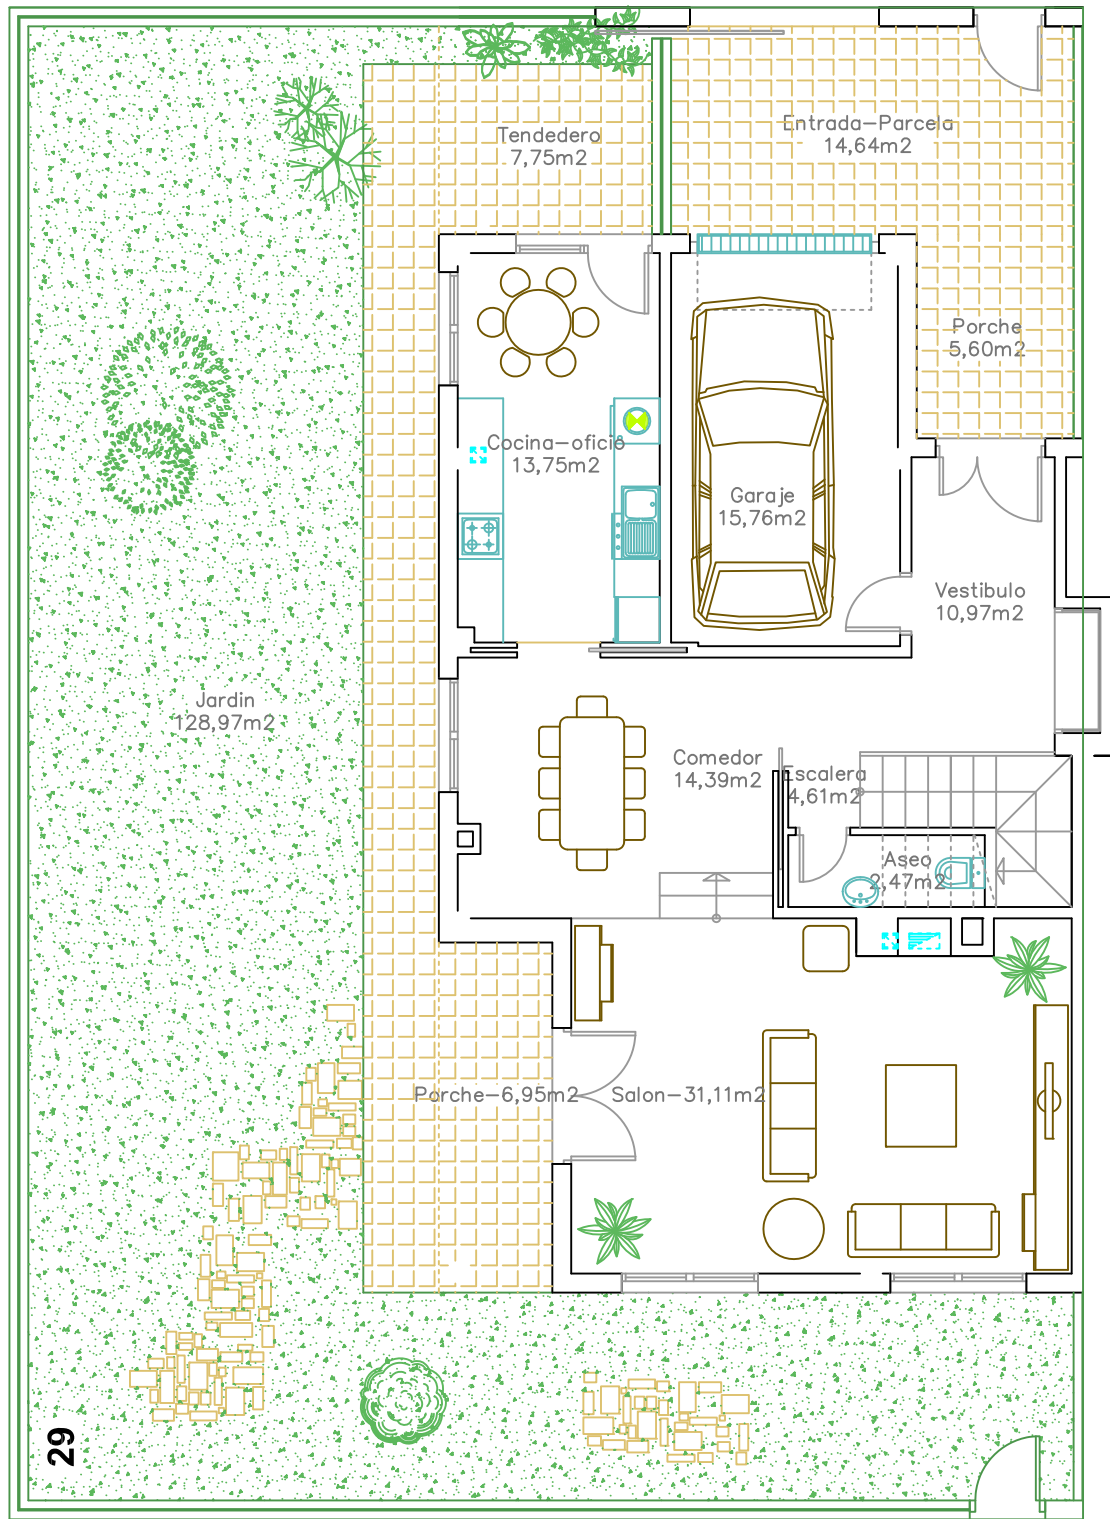 Tendedero
7,75m2
Entrada-Parcela
14,64m2
Porche
5,60m2
Cocina-oficio
13,75m2
Garaje
15,76m2
Vestibulo
10,97m2
Jardin
128,97m2
Comedor
14,39m2
Escalera
4,61m2
Aseo
2,47m2
Porche-6,95m2
Salon-31,11m2
29